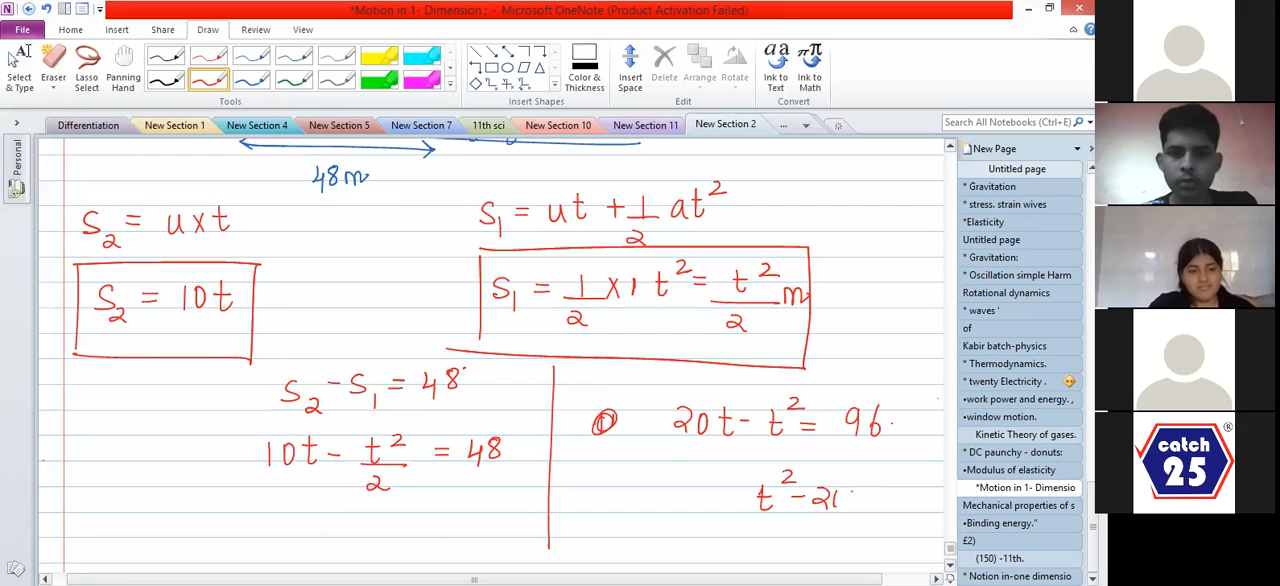 *Motion in 1- Dimension ; - Microsoft OneNote (Product Activation Failed)
File Home Insert Share Draw Review View
Select & Type
Eraser
Lasso Select
Panning Hand
Color & Thickness
Insert Space
Delete
Arrange
Rotate
Ink to Text
Ink to Math
Tools
Insert Shapes
Edit
Convert
Differentiation New Section 1 New Section 4 New Section 5 New Section 7 11th sci New Section 10 New Section 11 New Section 2 ...
Search All Notebooks (Ctrl+E)
Personal
48m
S₂ = u×t
S₁ = ut + 1/2 at²
S₂ = 10t
S₁ = 1/2 × 1 t² = t²/2 m
S₂ - S₁ = 48
10t - t²/2 = 48
20t - t² = 96
t² - 20
New Page
Untitled page
* Gravitation
* stress. strain wives
*Elasticity
Untitled page
* Gravitation:
* Oscillation simple Harm
Rotational dynamics
* waves '
of
Kabir batch-physics
* Thermodynamics.
* twenty Electricity .
•work power and energy. ,
•window motion.
Kinetic Theory of gases.
* DC paunchy - donuts:
•Modulus of elasticity
*Motion in 1- Dimensio
Mechanical properties of s
•Binding energy."
£2)
(150) -11th.
* Notion in-one dimensio
catch
25
®